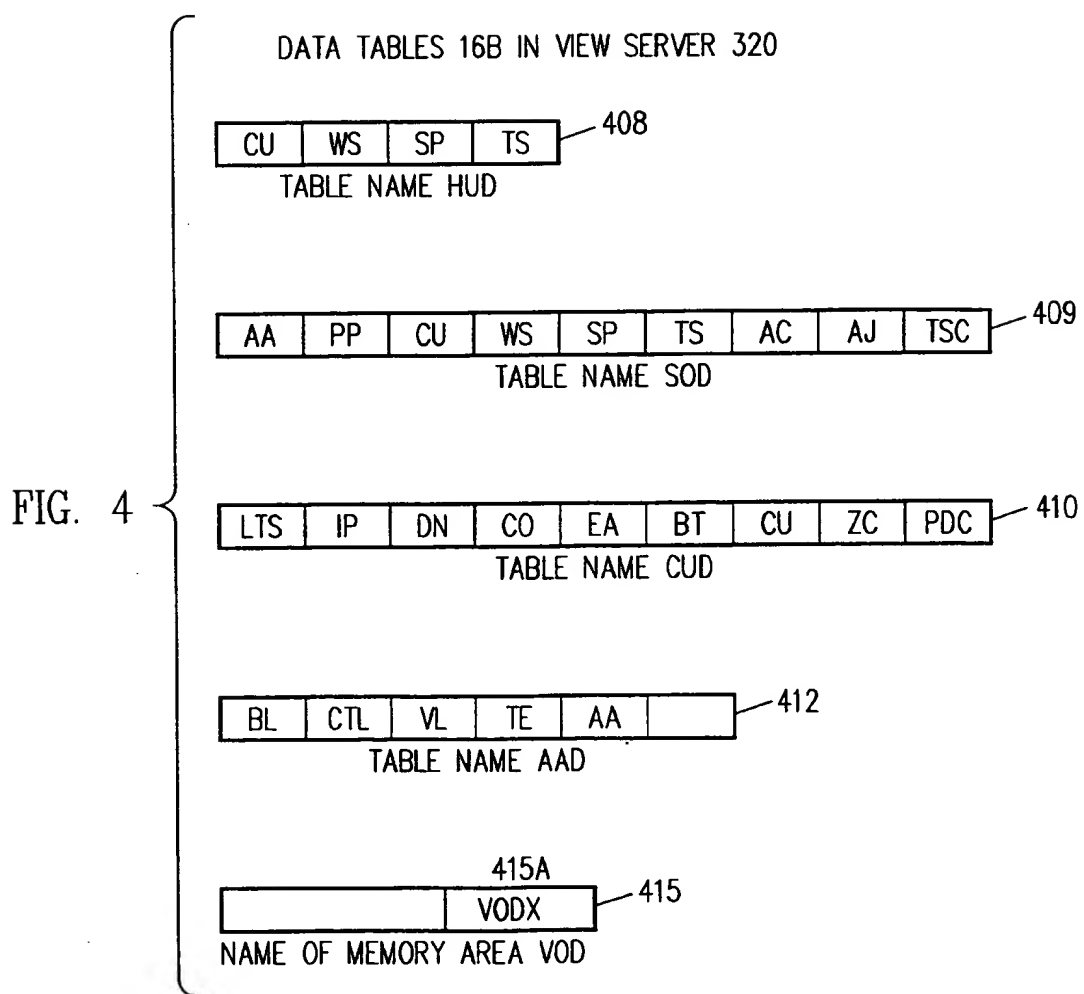 DATA TABLES 16B IN VIEW SERVER 320
CU WS SP TS 408
TABLE NAME HUD
AA PP CU WS SP TS AC AJ TSC 409
TABLE NAME SOD
FIG. 4
LTS IP DN CO EA BT CU ZC PDC 410
TABLE NAME CUD
BL CTL VL TE AA 412
TABLE NAME AAD
415A
VODX 415
NAME OF MEMORY AREA VOD